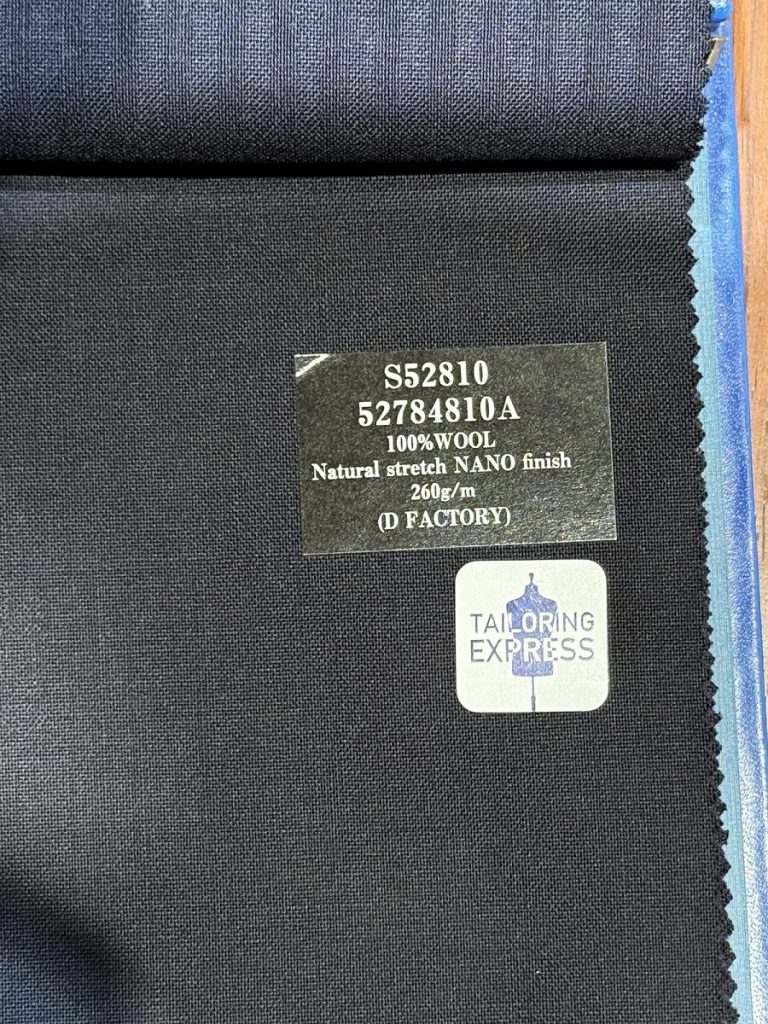 S52810
52784810A
100%WOOL
Natural stretch NANO finish
260g/m
(D FACTORY)
TAILORING
EXPRESS